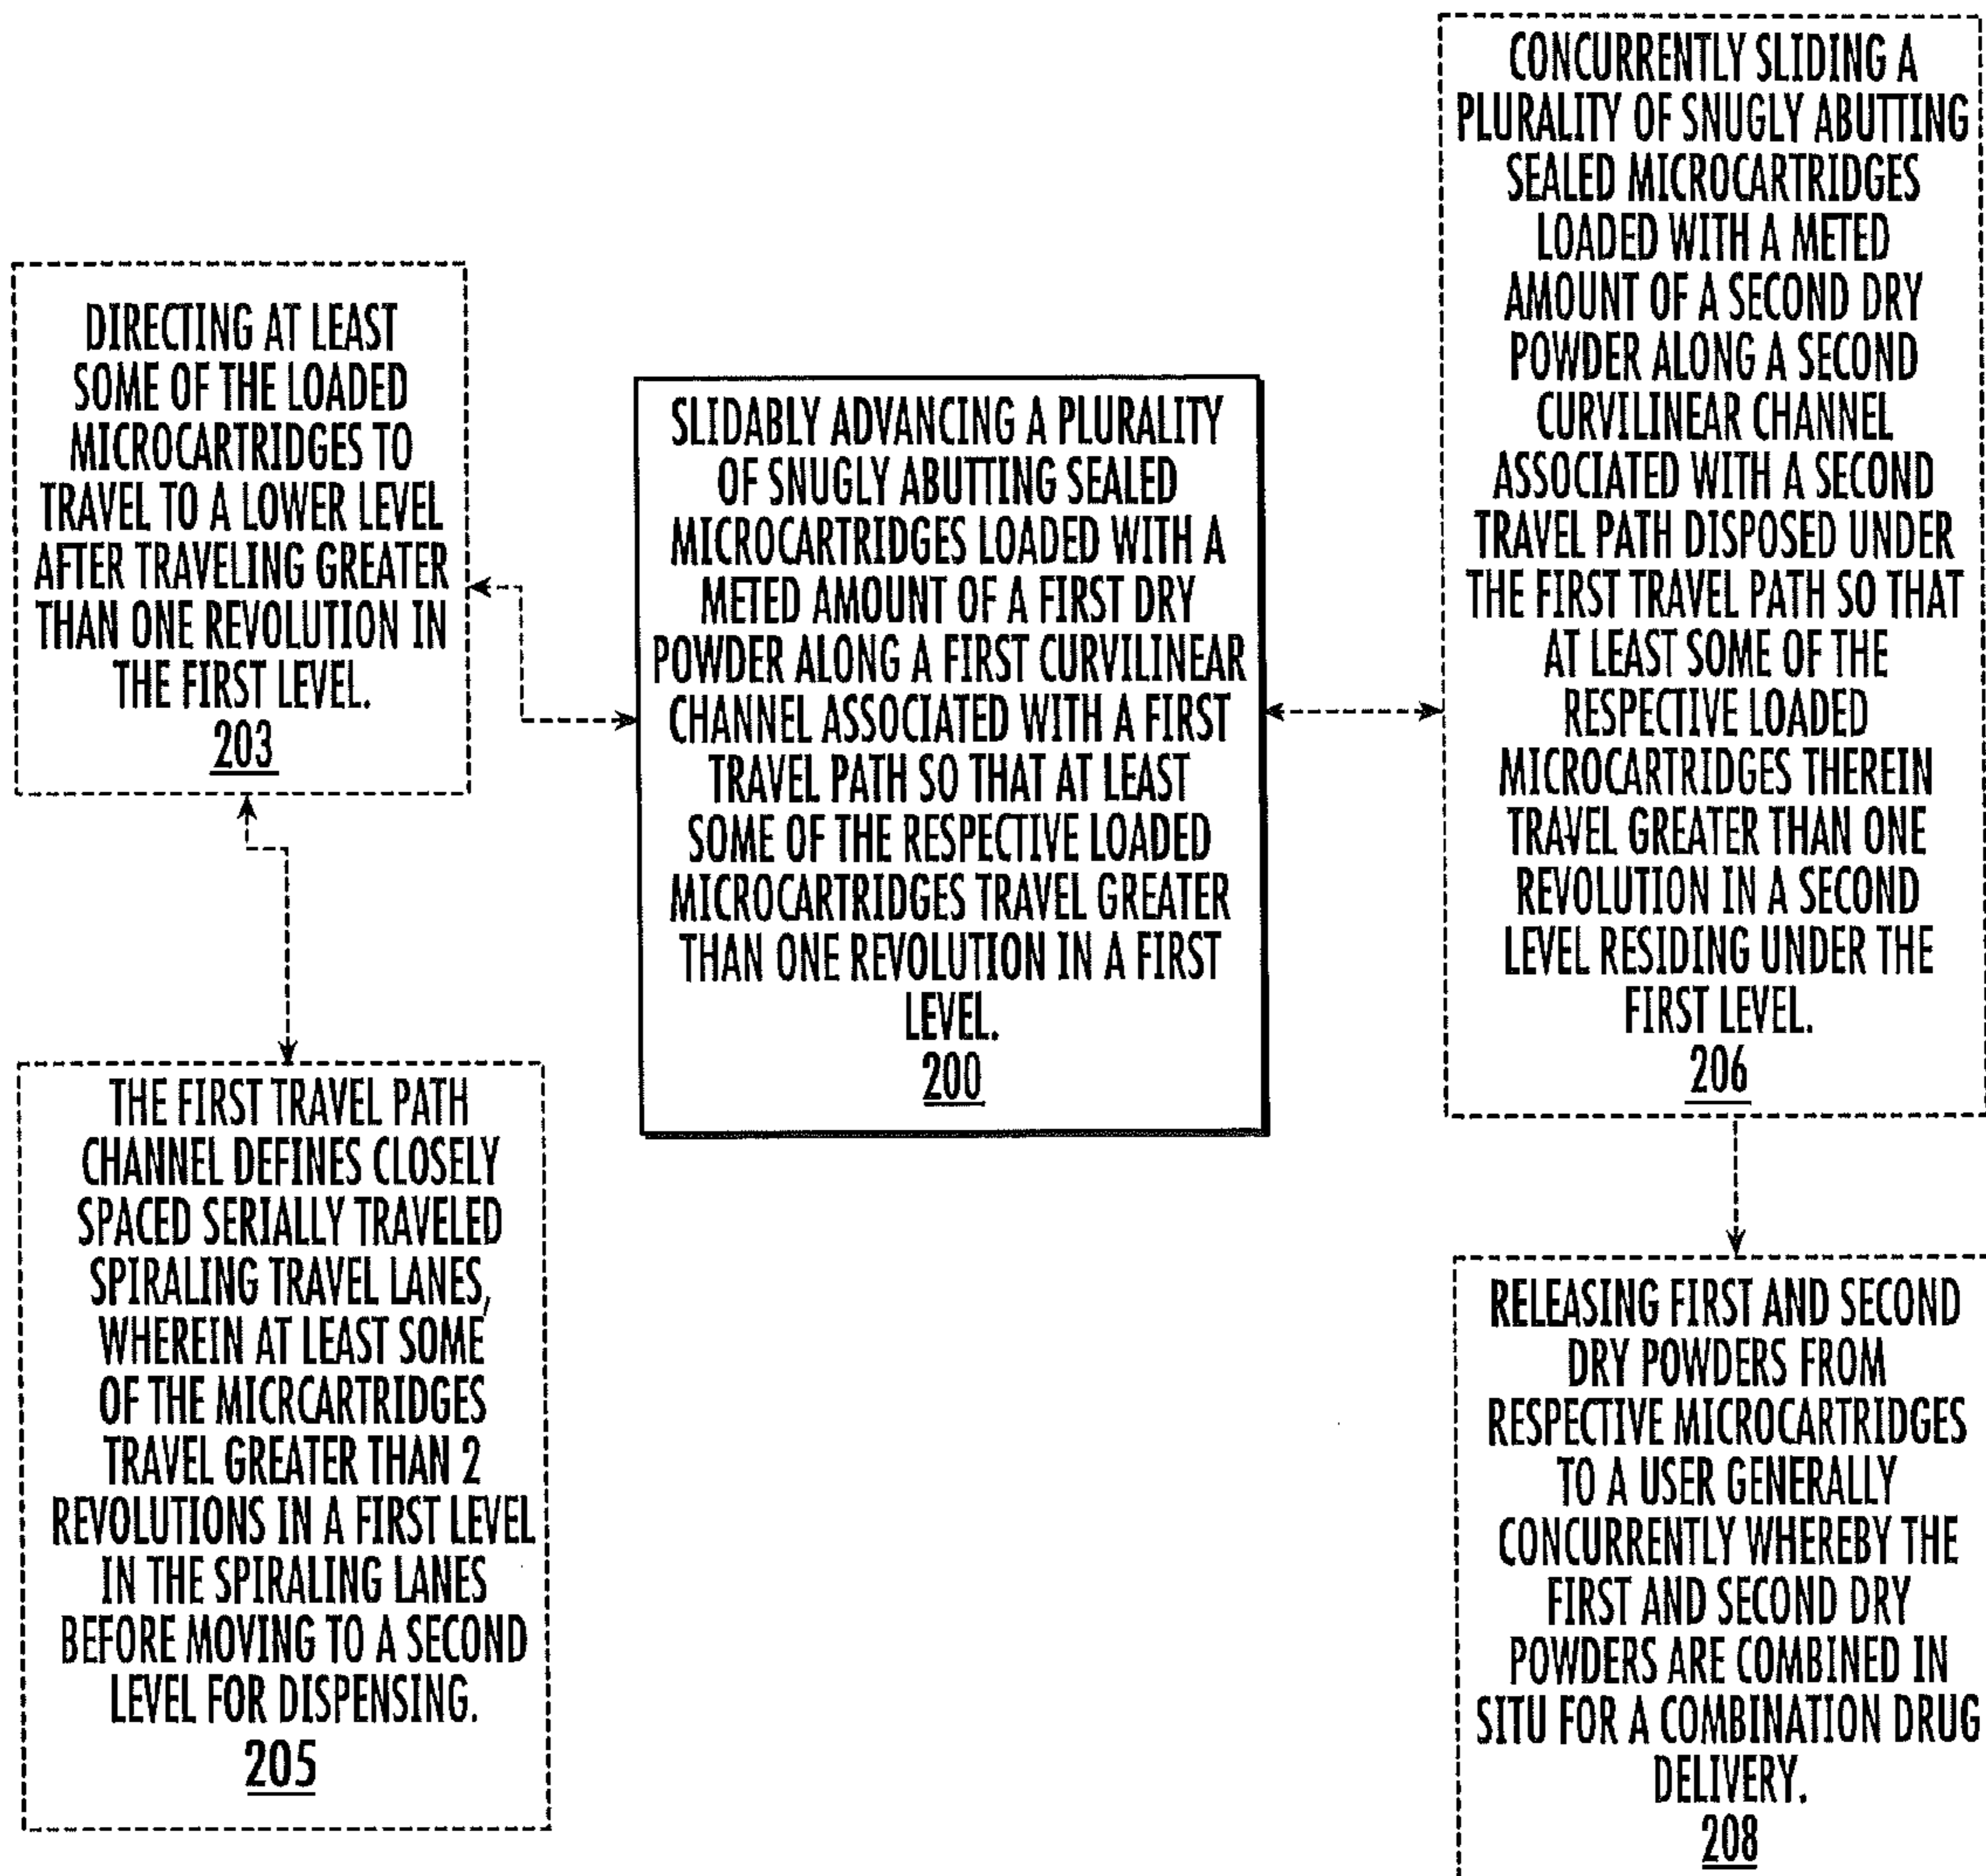 DIRECTING AT LEAST
SOME OF THE LOADED
MICROCARTRIDGES TO
TRAVEL TO A LOWER LEVEL
AFTER TRAVELING GREATER
THAN ONE REVOLUTION IN
THE FIRST LEVEL.
203
THE FIRST TRAVEL PATH
CHANNEL DEFINES CLOSELY
SPACED SERIALLY TRAVELED
SPIRALING TRAVEL LANES,
WHEREIN AT LEAST SOME
OF THE MICRCARTRIDGES
TRAVEL GREATER THAN 2
REVOLUTIONS IN A FIRST LEVEL
IN THE SPIRALING LANES
BEFORE MOVING TO A SECOND
LEVEL FOR DISPENSING.
205
SLIDABLY ADVANCING A PLURALITY
OF SNUGLY ABUTTING SEALED
MICROCARTRIDGES LOADED WITH A
METED AMOUNT OF A FIRST DRY
POWDER ALONG A FIRST CURVILINEAR
CHANNEL ASSOCIATED WITH A FIRST
TRAVEL PATH SO THAT AT LEAST
SOME OF THE RESPECTIVE LOADED
MICROCARTRIDGES TRAVEL GREATER
THAN ONE REVOLUTION IN A FIRST
LEVEL.
200
CONCURRENTLY SLIDING A
PLURALITY OF SNUGLY ABUTTING
SEALED MICROCARTRIDGES
LOADED WITH A METED
AMOUNT OF A SECOND DRY
POWDER ALONG A SECOND
CURVILINEAR CHANNEL
ASSOCIATED WITH A SECOND
TRAVEL PATH DISPOSED UNDER
THE FIRST TRAVEL PATH SO THAT
AT LEAST SOME OF THE
RESPECTIVE LOADED
MICROCARTRIDGES THEREIN
TRAVEL GREATER THAN ONE
REVOLUTION IN A SECOND
LEVEL RESIDING UNDER THE
FIRST LEVEL.
206
RELEASING FIRST AND SECOND
DRY POWDERS FROM
RESPECTIVE MICROCARTRIDGES
TO A USER GENERALLY
CONCURRENTLY WHEREBY THE
FIRST AND SECOND DRY
POWDERS ARE COMBINED IN
SITU FOR A COMBINATION DRUG
DELIVERY.
208